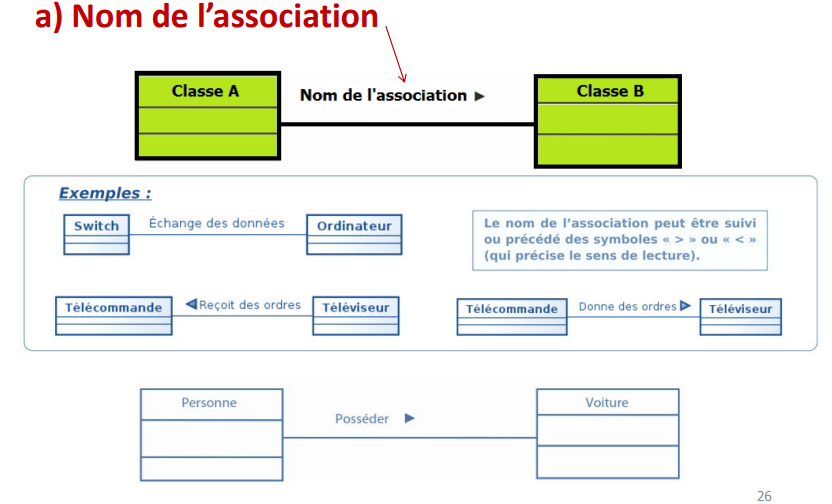 a) Nom de l’association
Classe A
Nom de l'association ►
Classe B
Exemples :
Switch
Échange des données
Ordinateur
Le nom de l’association peut être suivi
ou précédé des symboles « > » ou « < »
(qui précise le sens de lecture).
Télécommande
◄Reçoit des ordres
Téléviseur
Télécommande
Donne des ordres►
Téléviseur
Personne
Posséder ►
Voiture
26